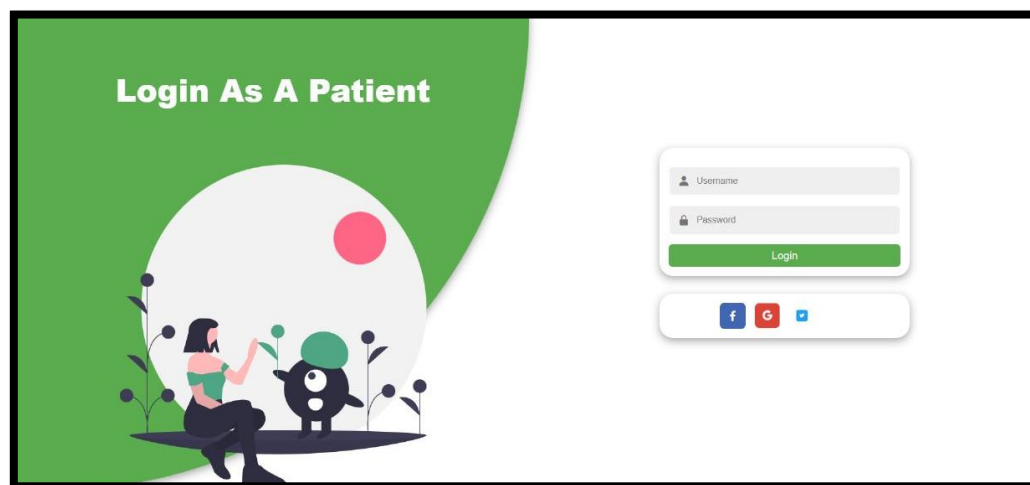 Login As A Patient
Username
Password
Login
f
G